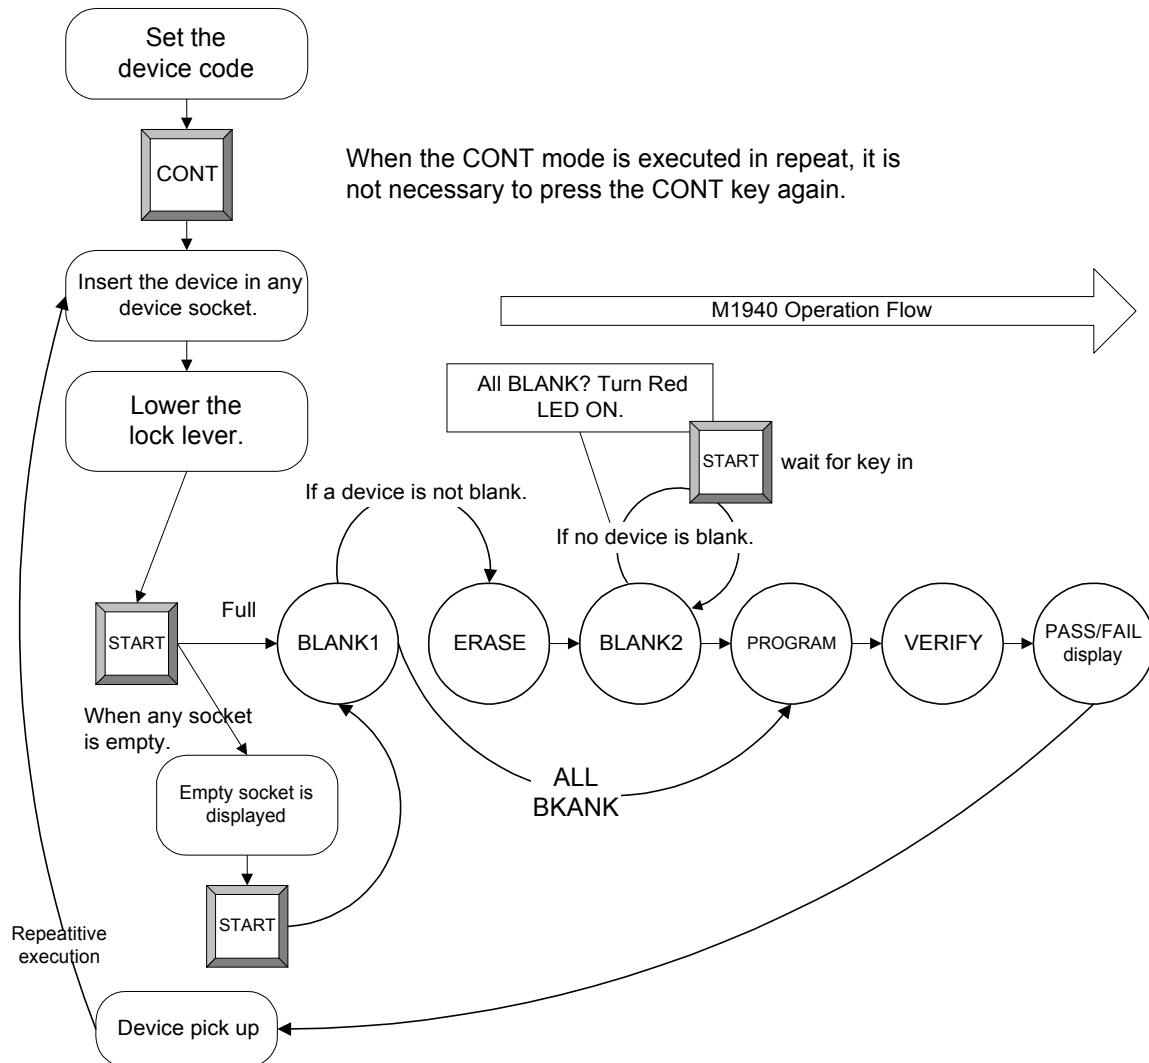 Set the
device code
CONT
When the CONT mode is executed in repeat, it is
not necessary to press the CONT key again.
Insert the device in any
device socket.
M1940 Operation Flow
Lower the
lock lever.
All BLANK? Turn Red
LED ON.
START
wait for key in
If a device is not blank.
If no device is blank.
START
Full
BLANK1
ERASE
BLANK2
PROGRAM
VERIFY
PASS/FAIL
display
When any socket
is empty.
Empty socket is
displayed
ALL
BKANK
START
Repeatitive
execution
Device pick up